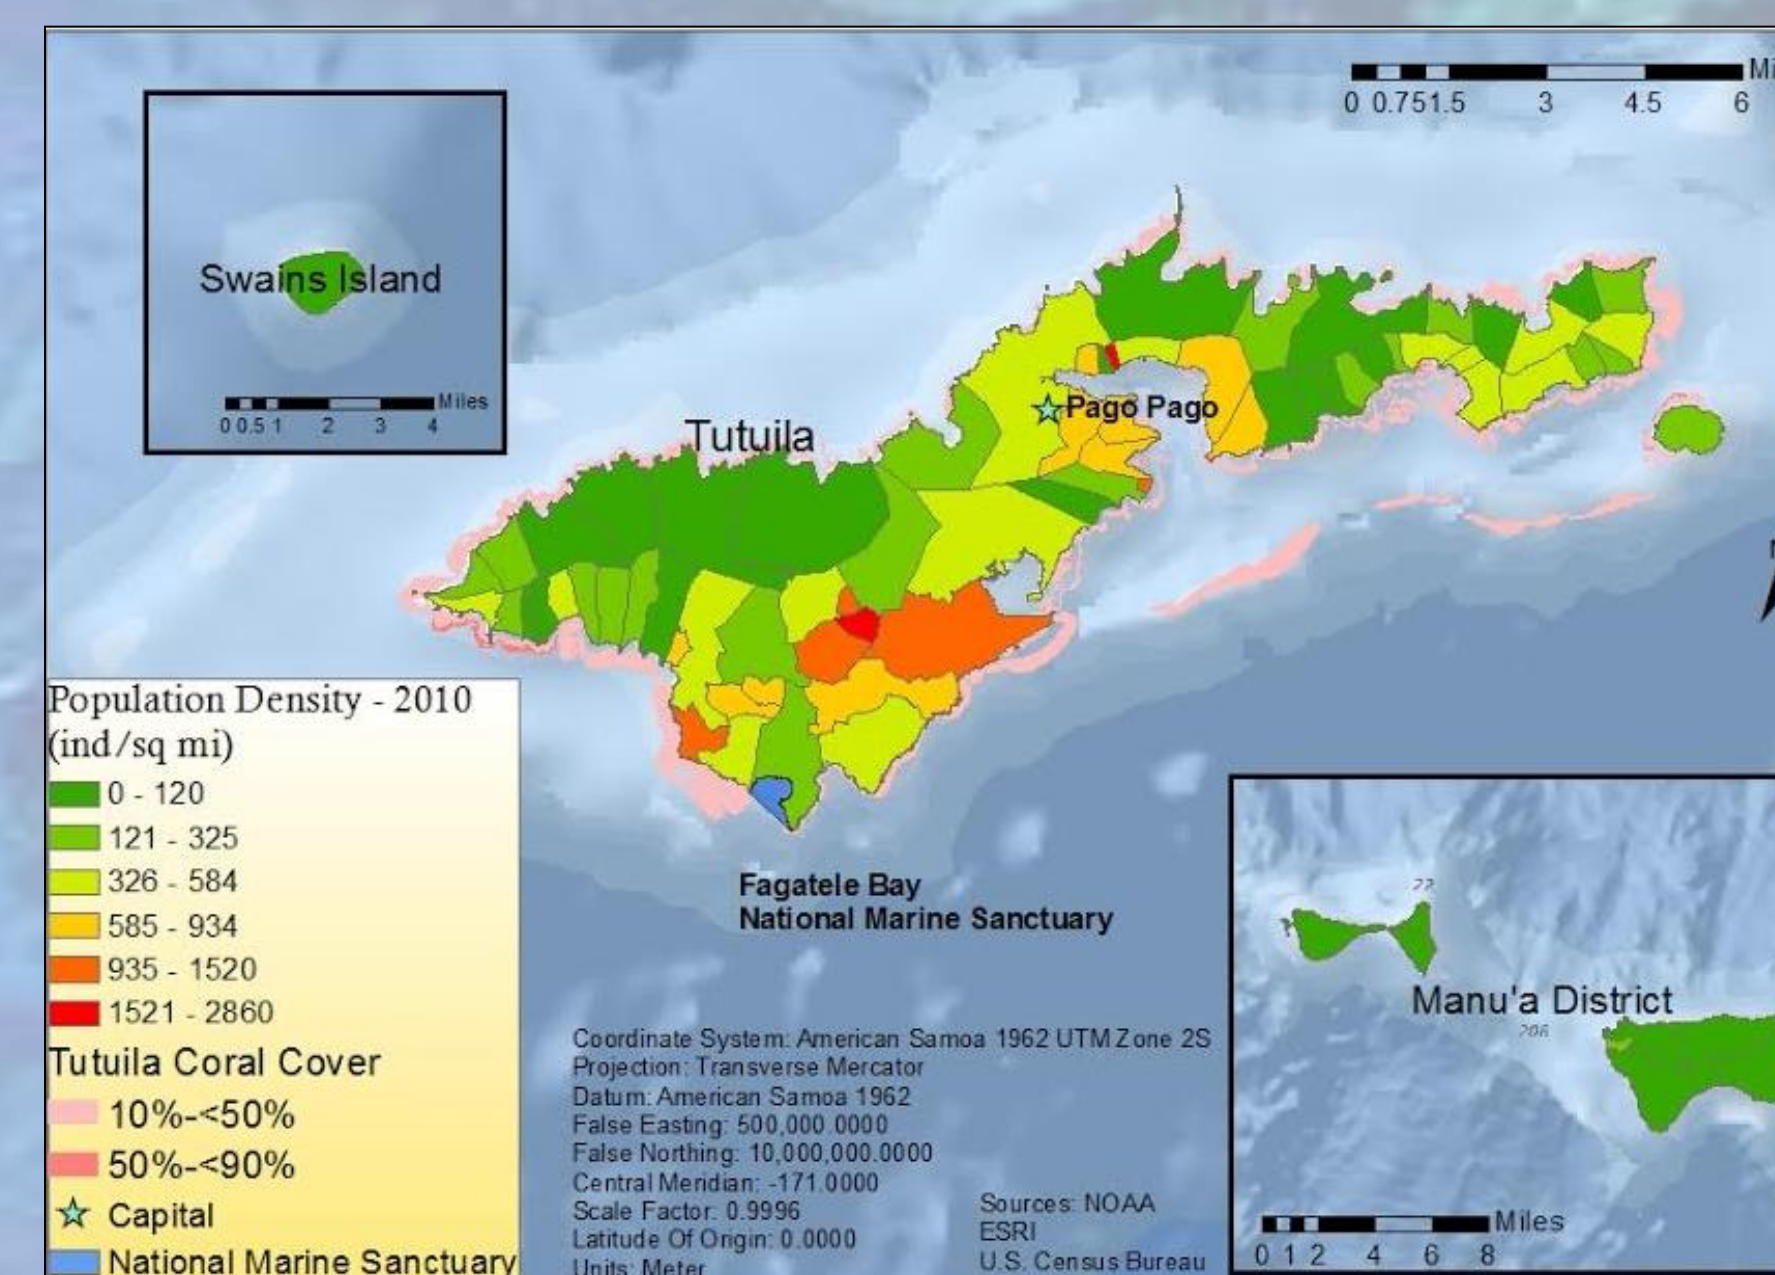 Mi
0 0.75 1.5 3 4.5 6
Swains Island
Miles
0 0.5 1 2 3 4
Tutuila
Pago Pago
Population Density - 2010
(ind/sq mi)
0 - 120
121 - 325
326 - 584
585 - 934
935 - 1520
1521 - 2860
Tutuila Coral Cover
10%-<50%
50%-<90%
Capital
National Marine Sanctuary
Fagatele Bay
National Marine Sanctuary
Coordinate System: American Samoa 1962 UTM Zone 2S
Projection: Transverse Mercator
Datum: American Samoa 1962
False Easting: 500,000.0000
False Northing: 10,000,000.0000
Central Meridian: -171.0000
Scale Factor: 0.9996
Latitude Of Origin: 0.0000
Units: Meter
Sources: NOAA
ESRI
U.S. Census Bureau
22
Manu'a District
206
Miles
0 1 2 4 6 8